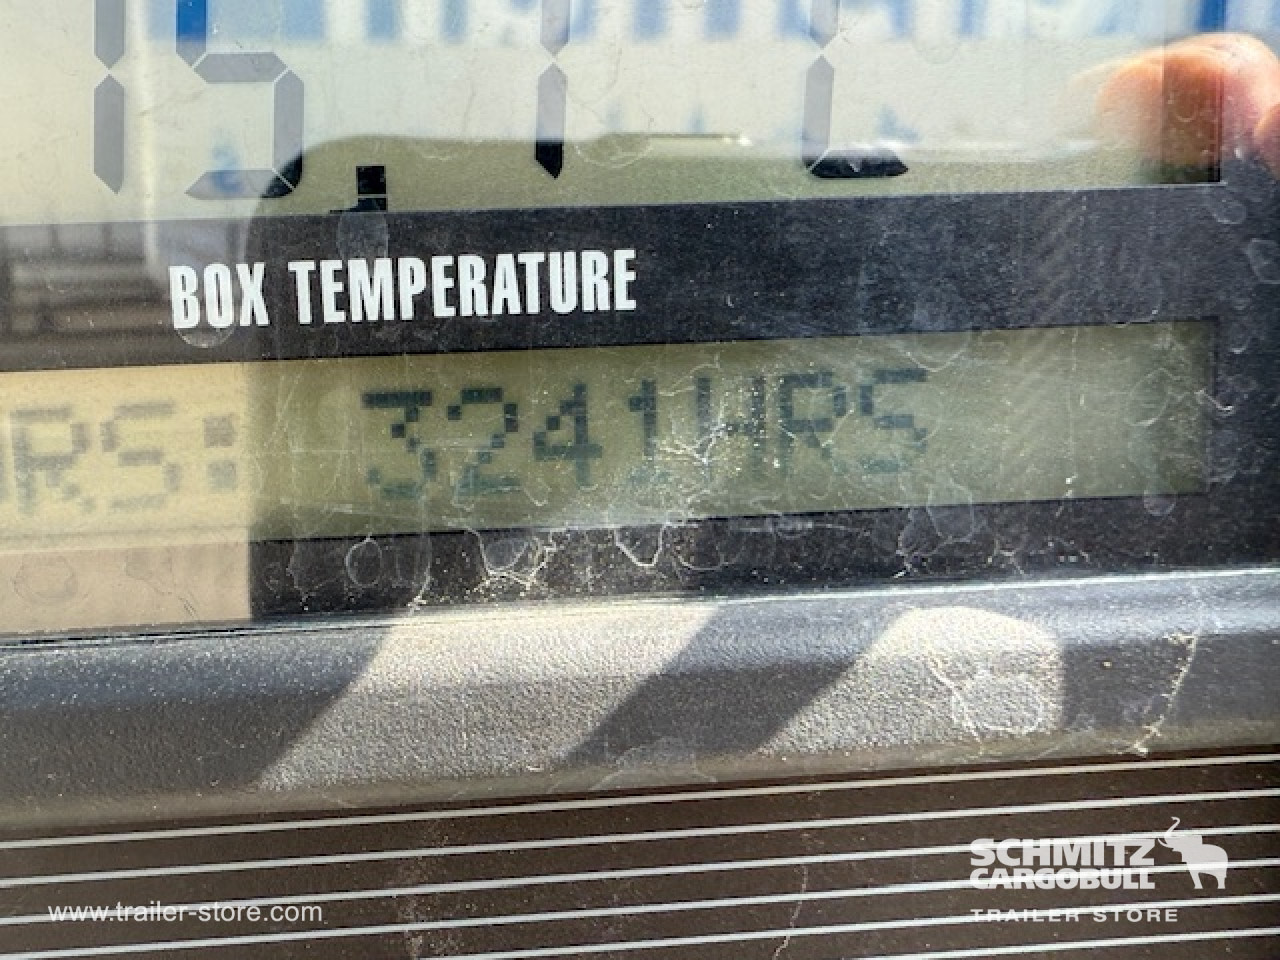 BOX TEMPERATURE
RS: 3241HRS
SCHMITZ
CARGOBULL
www.trailer-store.com
TRAILER STORE